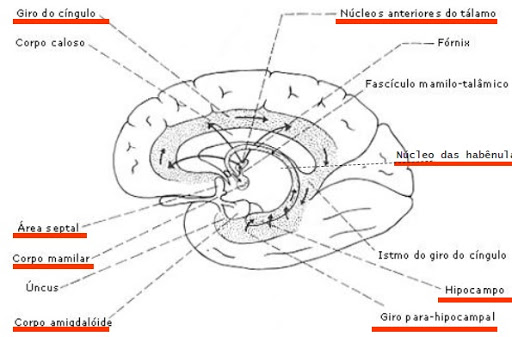 Giro do cíngulo
Núcleos anteriores do tálamo
Corpo caloso
Fórnix
Fascículo mamilo-talâmico
Núcleo das habênula
Área septal
Corpo mamilar
Istmo do giro do cíngulo
Úncus
Hipocampo
Corpo amigdalóide
Giro para-hipocampal